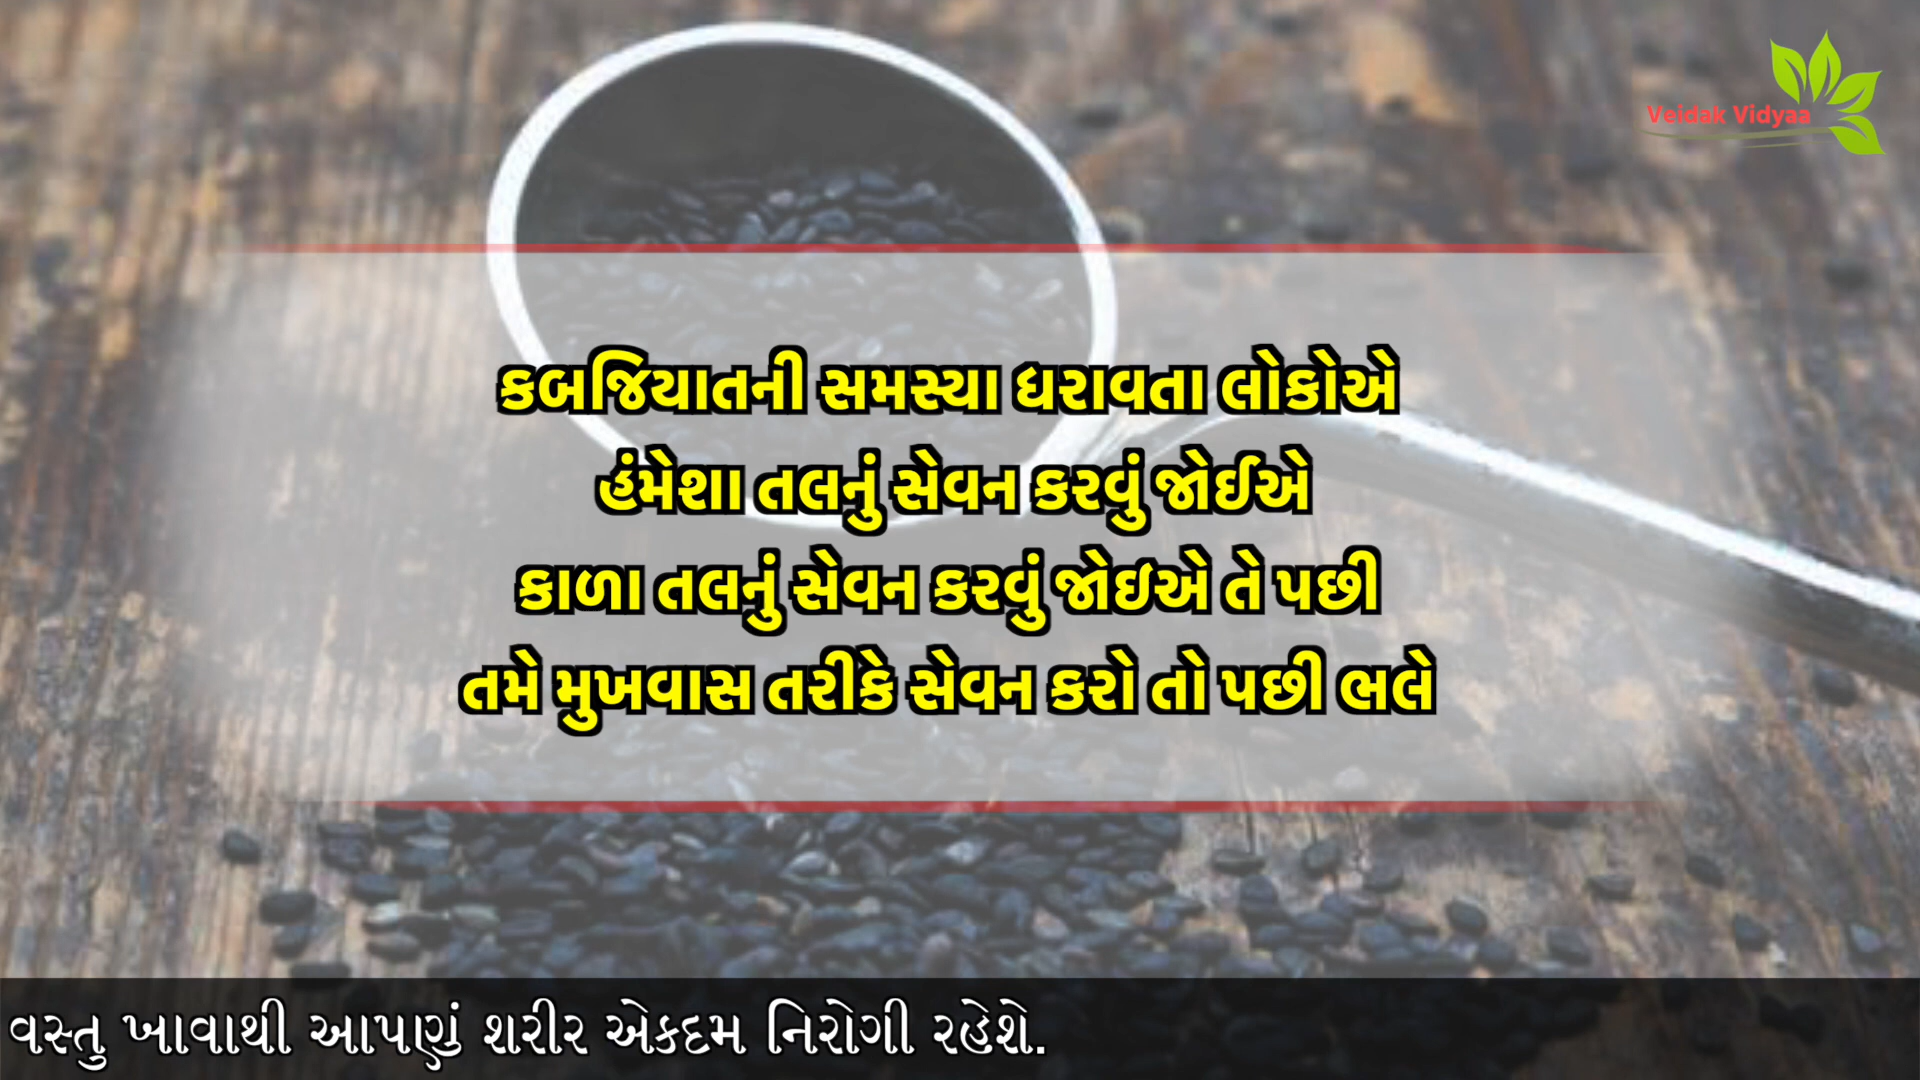 Veidak Vidyaa
કબજિયાતની સમસ્યા ધરાવતા લોકોએ
હંમેશા તલનું સેવન કરવું જોઈએ
કાળા તલનું સેવન કરવું જોઇએ તે પછી
તમે મુખવાસ તરીકે સેવન કરો તો પછી ભલે
વસ્તુ ખાવાથી આપણું શરીર એકદમ નિરોગી રહેશે.